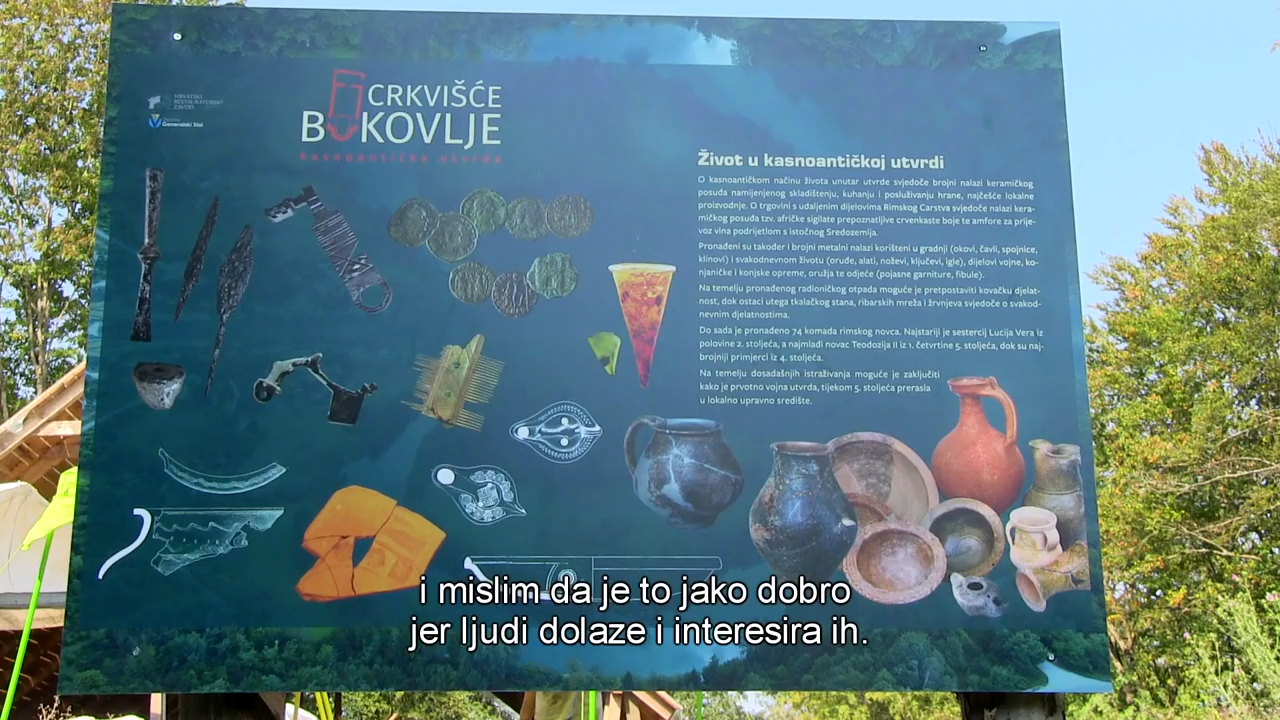 HRVATSKI
RESTAURATORSKI
ZAVOD
Općina
Generalski Stol
CRKVIŠĆE
BUKOVLJE
kasnoantička utvrda
Život u kasnoantičkoj utvrdi
O kasnoantičkom načinu života unutar utvrde svjedoče brojni nalazi keramičkog
posuđa namijenjenog skladištenju, kuhanju i posluživanju hrane, najčešće lokalne
proizvodnje. O trgovini s udaljenim dijelovima Rimskog Carstva svjedoče nalazi kera-
mičkog posuđa tzv. afričke sigilate prepoznatljive crvenkaste boje te amfore za prije-
voz vina podrijetlom s istočnog Sredozemlja.
Pronađeni su također i brojni metalni nalazi korišteni u gradnji (okovi, čavli, spojnice,
klinovi) i svakodnevnom životu (oruđe, alati, noževi, ključevi, igle), dijelovi vojne, ko-
njaničke i konjske opreme, oružja te odjeće (pojasne garniture, fibule).
Na temelju pronađenog radioničkog otpada moguće je pretpostaviti kovačku djelat-
nost, dok ostaci utega tkalačkog stana, ribarskih mreža i žrvnjeva svjedoče o svakod-
nevnim djelatnostima.
Do sada je pronađeno 74 komada rimskog novca. Najstariji je sestercij Lucija Vera iz
polovine 2. stoljeća, a najmlađi novac Teodozija II iz 1. četvrtine 5. stoljeća, dok su naj-
brojniji primjerci iz 4. stoljeća.
Na temelju dosadašnjih istraživanja moguće je zaključiti
kako je prvotno vojna utvrda, tijekom 5. stoljeća prerasla
u lokalno upravno središte.
i mislim da je to jako dobro
jer ljudi dolaze i interesira ih.